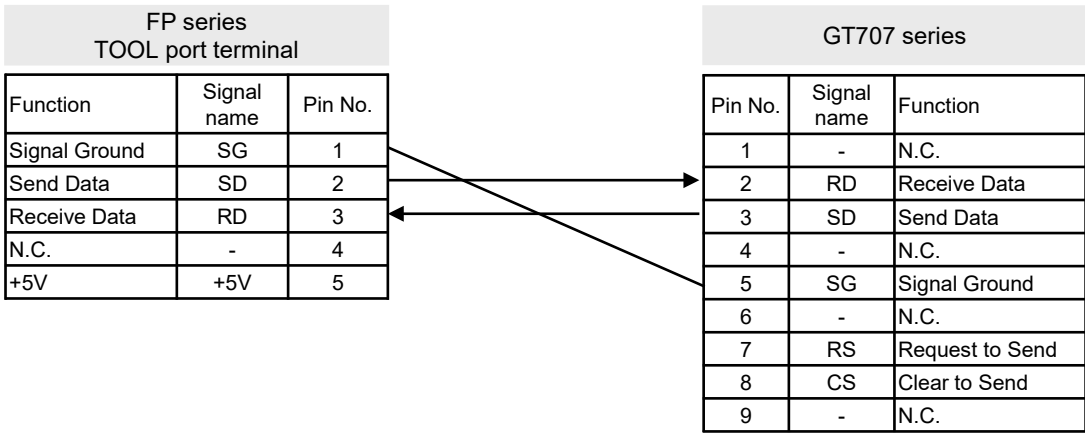 FP series
TOOL port terminal
Function Signal name Pin No.
Signal Ground SG 1
Send Data SD 2
Receive Data RD 3
N.C. - 4
+5V +5V 5
GT707 series
Pin No. Signal name Function
1 - N.C.
2 RD Receive Data
3 SD Send Data
4 - N.C.
5 SG Signal Ground
6 - N.C.
7 RS Request to Send
8 CS Clear to Send
9 - N.C.